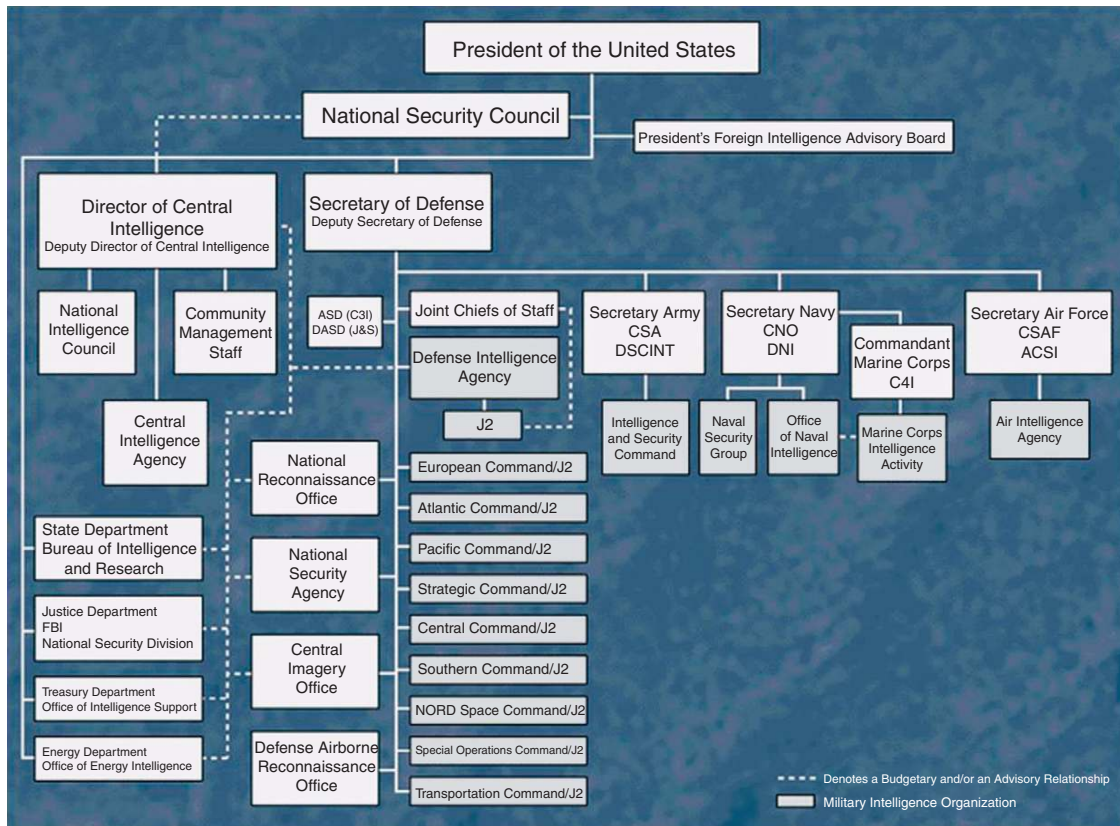 President of the United States
National Security Council
President's Foreign Intelligence Advisory Board
Director of Central
Intelligence
Deputy Director of Central Intelligence
Secretary of Defense
Deputy Secretary of Defense
National
Intelligence
Council
Community
Management
Staff
Central
Intelligence
Agency
ASD (C3I)
DASD (J&S)
Joint Chiefs of Staff
Defense Intelligence
Agency
J2
Secretary Army
CSA
DSCINT
Secretary Navy
CNO
DNI
Commandant
Marine Corps
C4I
Secretary Air Force
CSAF
ACSI
Intelligence
and Security
Command
Naval
Security
Group
Office
of Naval
Intelligence
Marine Corps
Intelligence
Activity
Air Intelligence
Agency
National
Reconnaissance
Office
National
Security
Agency
Central
Imagery
Office
Defense Airborne
Reconnaissance
Office
European Command/J2
Atlantic Command/J2
Pacific Command/J2
Strategic Command/J2
Central Command/J2
Southern Command/J2
NORD Space Command/J2
Special Operations Command/J2
Transportation Command/J2
State Department
Bureau of Intelligence
and Research
Justice Department
FBI
National Security Division
Treasury Department
Office of Intelligence Support
Energy Department
Office of Energy Intelligence
Denotes a Budgetary and/or an Advisory Relationship
Military Intelligence Organization